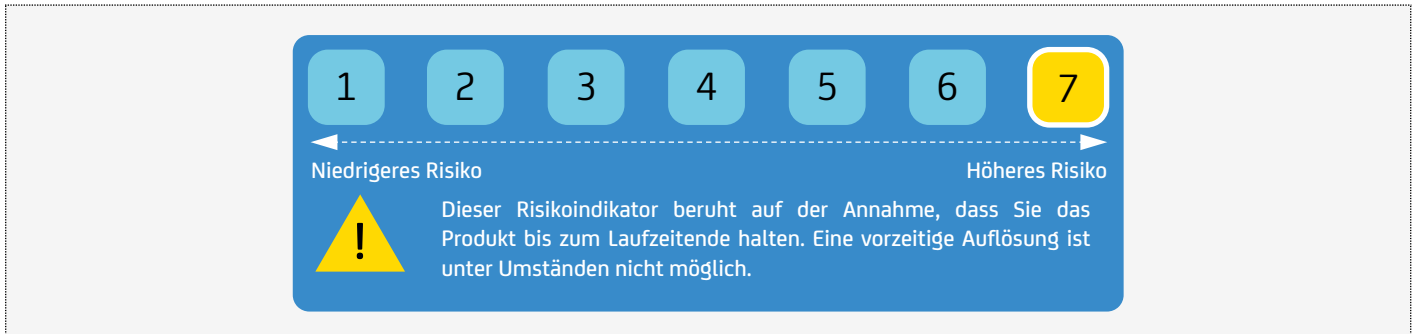 1 2 3 4 5 6 7
Niedrigeres Risiko Höheres Risiko
!
Dieser Risikoindikator beruht auf der Annahme, dass Sie das
Produkt bis zum Laufzeitende halten. Eine vorzeitige Auflösung ist
unter Umständen nicht möglich.